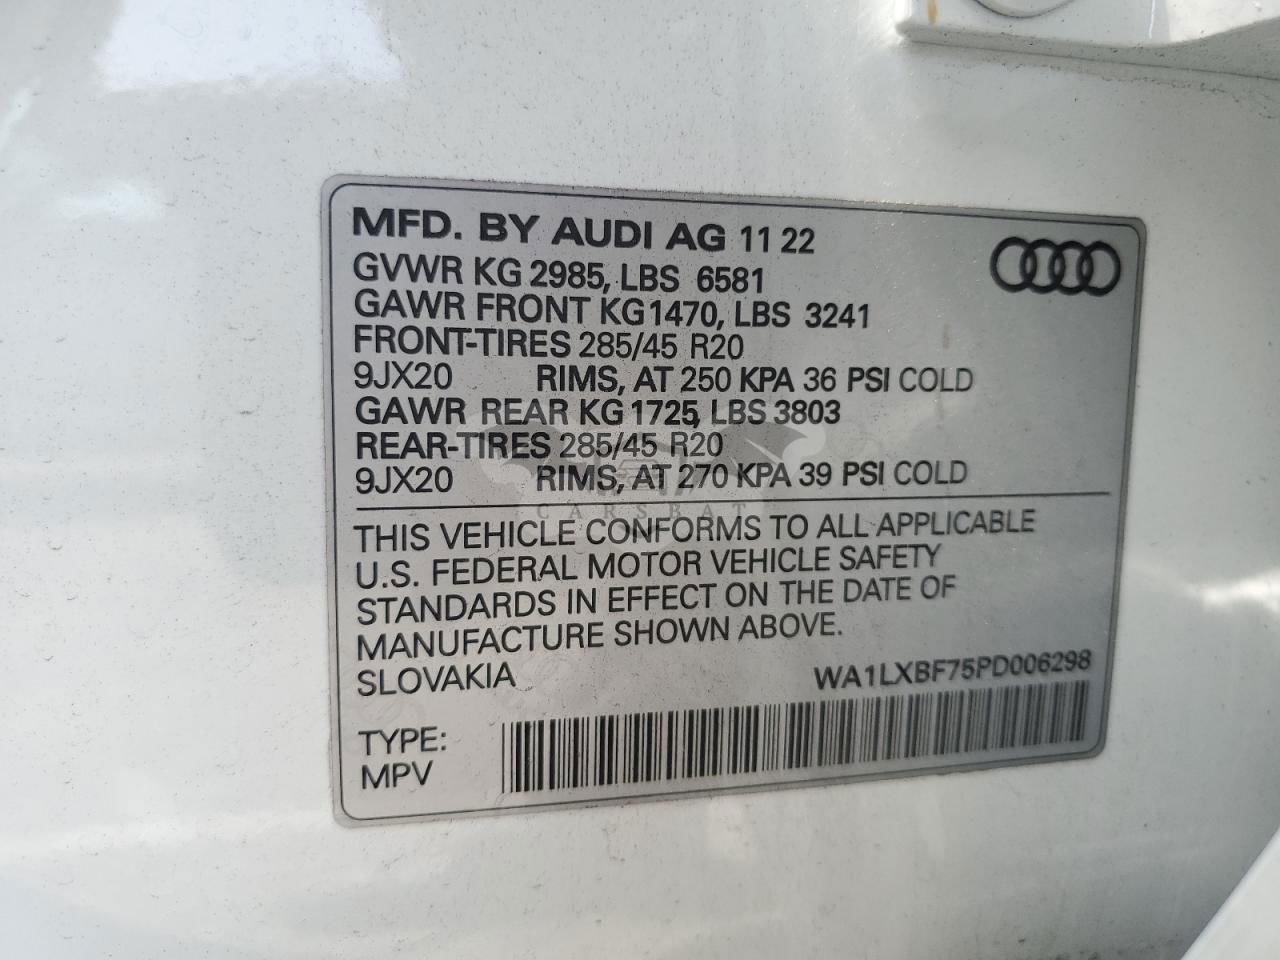 MFD. BY AUDI AG 11 22
GVWR KG 2985, LBS 6581
GAWR FRONT KG1470, LBS 3241
FRONT-TIRES 285/45 R20
9JX20 RIMS, AT 250 KPA 36 PSI COLD
GAWR REAR KG 1725, LBS 3803
REAR-TIRES 285/45 R20
9JX20 RIMS, AT 270 KPA 39 PSI COLD
CARSBAT
THIS VEHICLE CONFORMS TO ALL APPLICABLE
U.S. FEDERAL MOTOR VEHICLE SAFETY
STANDARDS IN EFFECT ON THE DATE OF
MANUFACTURE SHOWN ABOVE.
SLOVAKIA WA1LXBF75PD006298
TYPE:
MPV